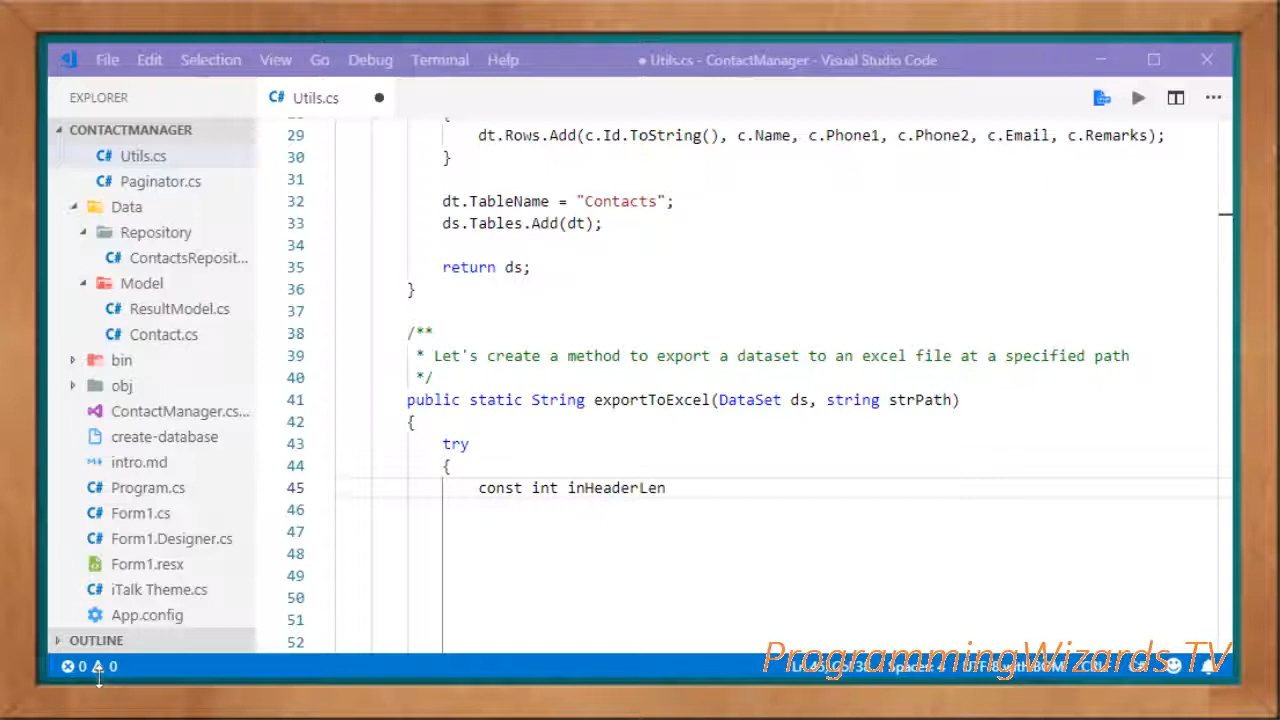 File Edit Selection View Go Debug Terminal Help
● Utils.cs - ContactManager - Visual Studio Code
EXPLORER
Utils.cs
CONTACTMANAGER
Utils.cs
Paginator.cs
Data
Repository
ContactsReposit...
Model
ResultModel.cs
Contact.cs
bin
obj
ContactManager.cs...
create-database
intro.md
Program.cs
Form1.cs
Form1.Designer.cs
Form1.resx
iTalk Theme.cs
App.config
OUTLINE
{
29 dt.Rows.Add(c.Id.ToString(), c.Name, c.Phone1, c.Phone2, c.Email, c.Remarks);
30 }
31
32 dt.TableName = "Contacts";
33 ds.Tables.Add(dt);
34
35 return ds;
36 }
37
38 /**
39 * Let's create a method to export a dataset to an excel file at a specified path
40 */
41 public static String exportToExcel(DataSet ds, string strPath)
42 {
43 try
44 {
45 const int inHeaderLen
46
47
48
49
50
51
52
0 0
ProgrammingWizards TV